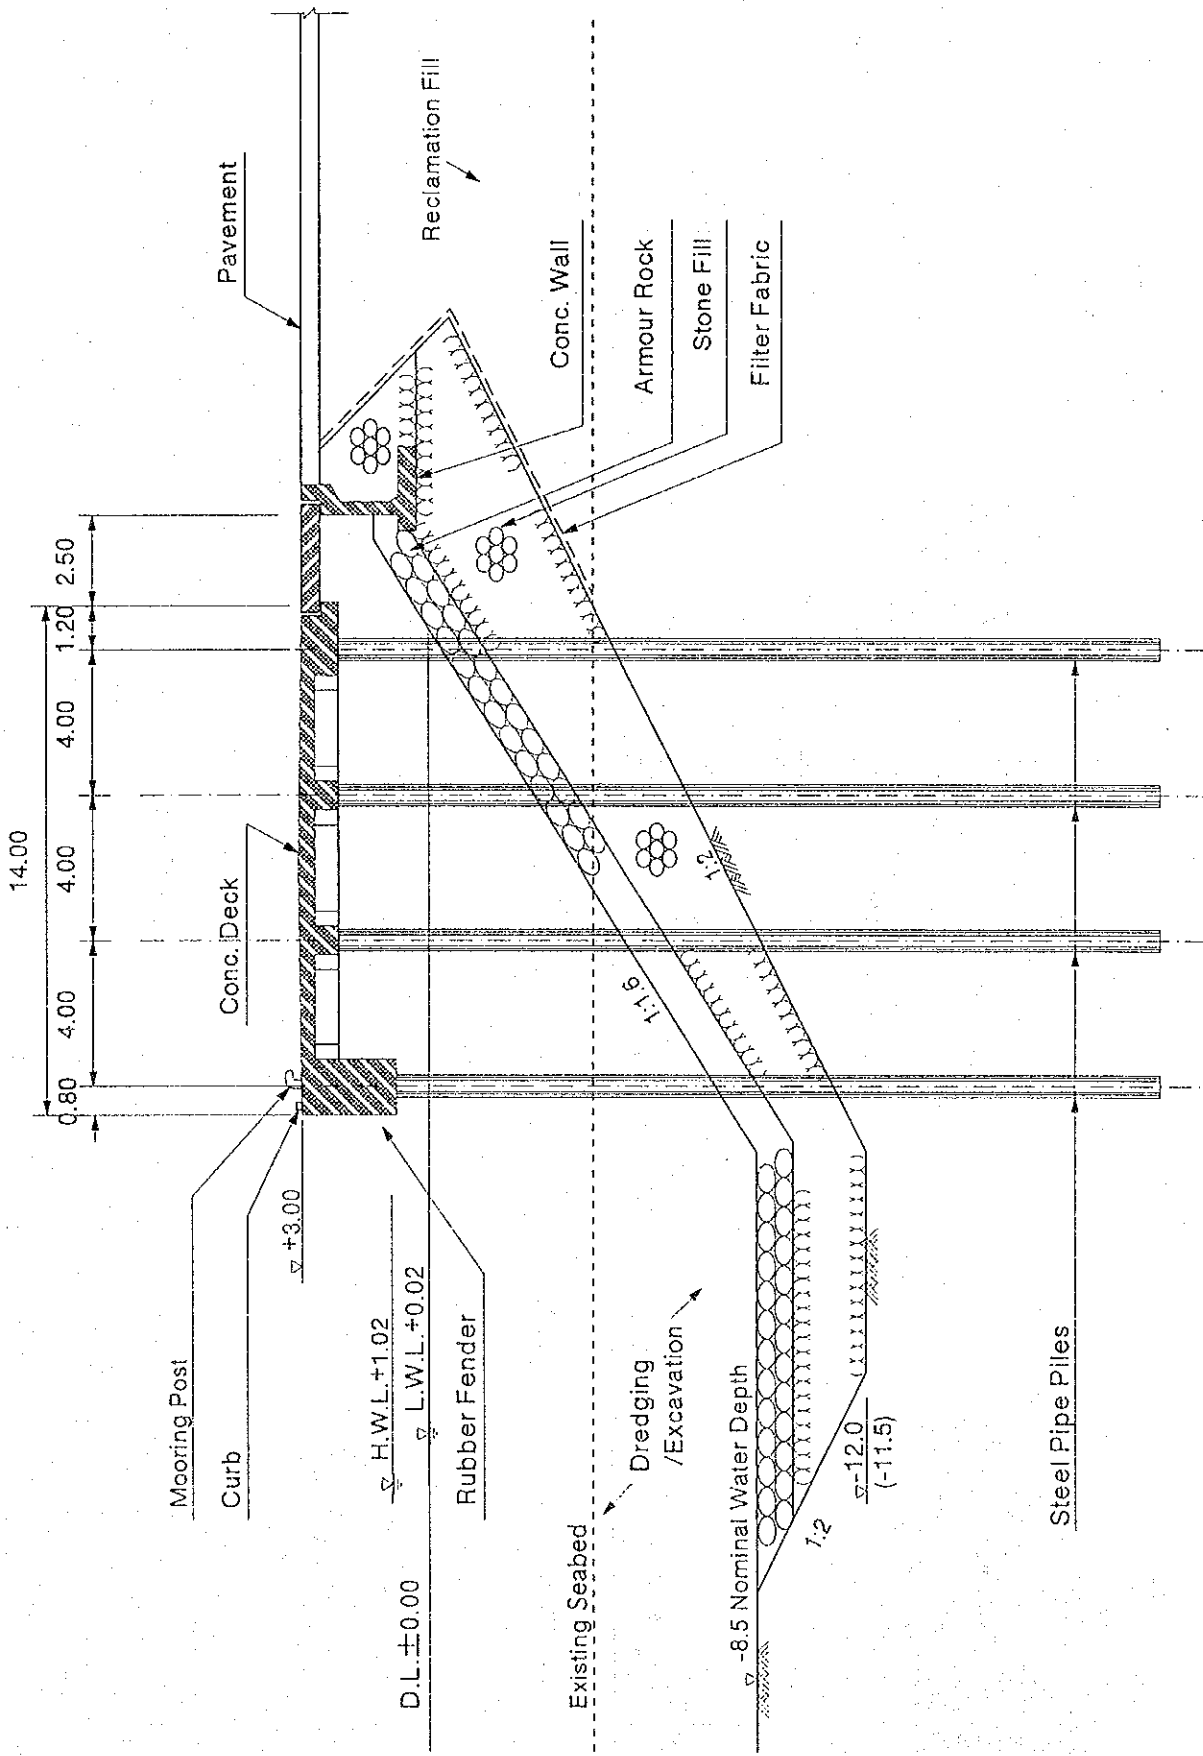 14.00
0.80
4.00
4.00
4.00
1.20
2.50
Mooring Post
Curb
Conc. Deck
Pavement
▽ +3.00
▽ H.W.L. +1.02
▽ L.W.L. +0.02
D.L. ±0.00
Rubber Fender
Reclamation Fill
Conc. Wall
Armour Rock
Stone Fill
Filter Fabric
Existing Seabed
Dredging
/Excavation
1:1.6
1:2
▽ -8.5 Nominal Water Depth
1:2
▽ -12.0
(-11.5)
Steel Pipe Piles